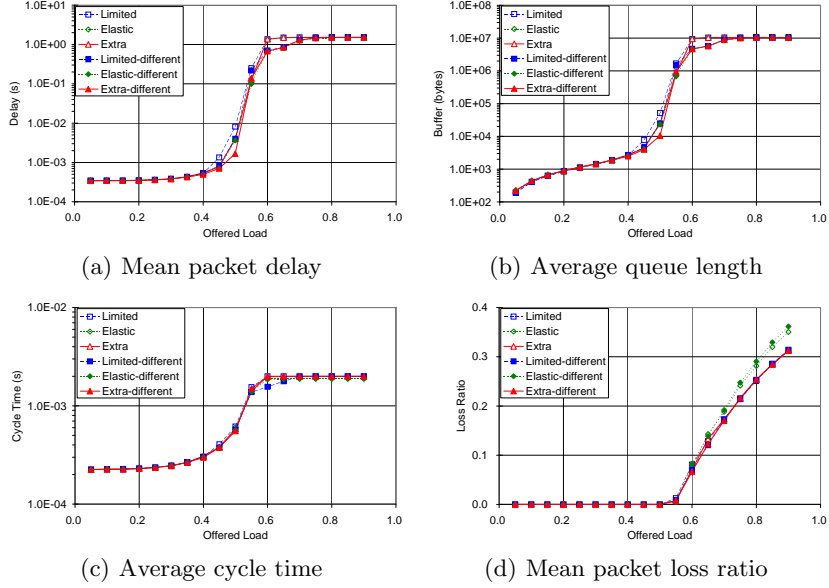 1.0E+01
1.0E+00
1.0E-01
1.0E-02
1.0E-03
1.0E-04
Delay (s)
Limited
Elastic
Extra
Limited-different
Elastic-different
Extra-different
0.0 0.2 0.4 0.6 0.8 1.0
Offered Load
(a) Mean packet delay
1.0E+08
1.0E+07
1.0E+06
1.0E+05
1.0E+04
1.0E+03
1.0E+02
Buffer (bytes)
Limited
Elastic
Extra
Limited-different
Elastic-different
Extra-different
0.0 0.2 0.4 0.6 0.8 1.0
Offered Load
(b) Average queue length
1.0E-02
1.0E-03
1.0E-04
Cycle Time (s)
Limited
Elastic
Extra
Limited-different
Elastic-different
Extra-different
0.0 0.2 0.4 0.6 0.8 1.0
Offered Load
(c) Average cycle time
0.4
0.3
0.2
0.1
0.0
Loss Ratio
Limited
Elastic
Extra
Limited-different
Elastic-different
Extra-different
0.0 0.2 0.4 0.6 0.8 1.0
Offered Load
(d) Mean packet loss ratio